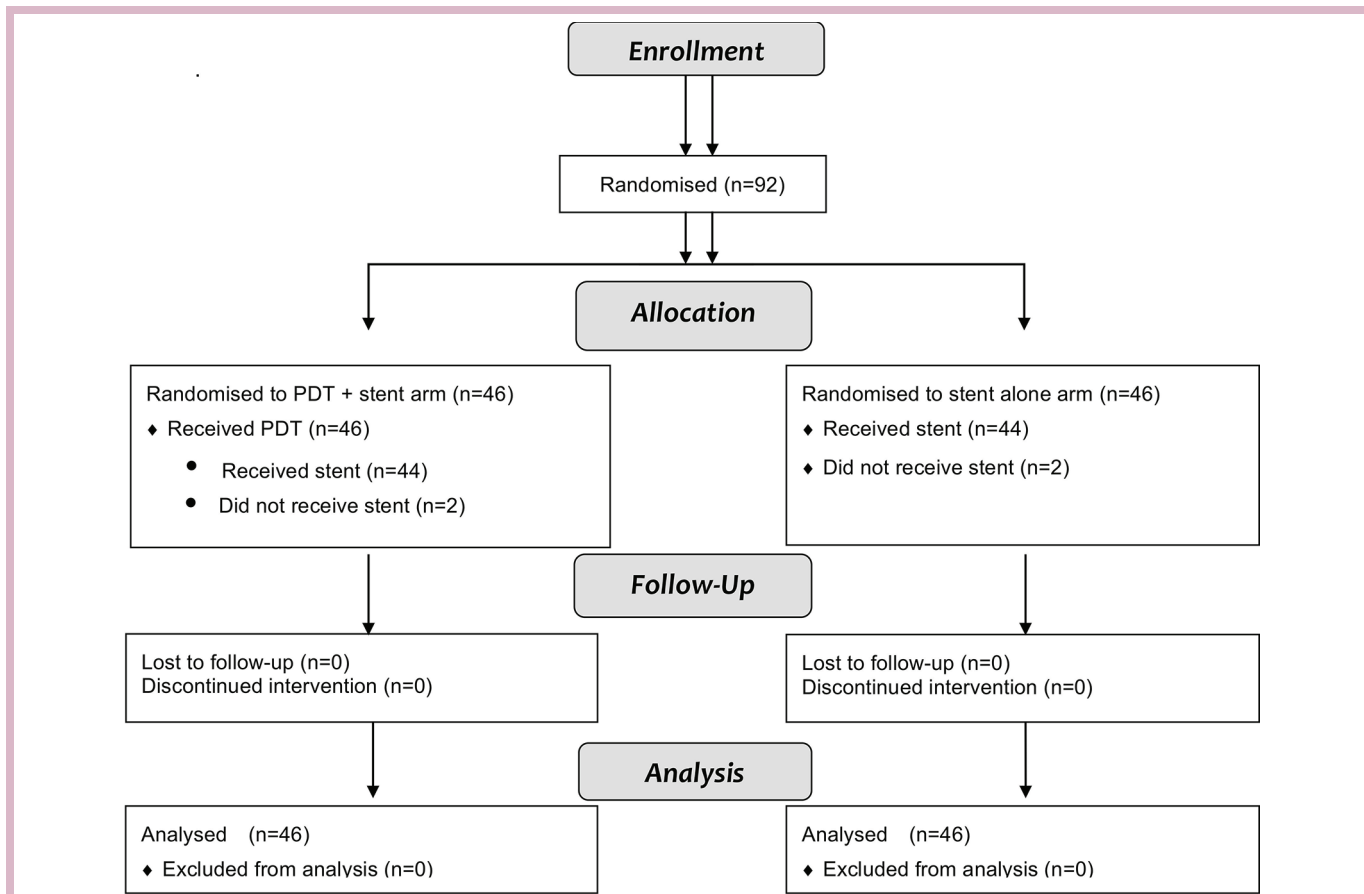 Enrollment
Randomised (n=92)
Allocation
Randomised to PDT + stent arm (n=46)
♦ Received PDT (n=46)
● Received stent (n=44)
● Did not receive stent (n=2)
Randomised to stent alone arm (n=46)
♦ Received stent (n=44)
♦ Did not receive stent (n=2)
Follow-Up
Lost to follow-up (n=0)
Discontinued intervention (n=0)
Lost to follow-up (n=0)
Discontinued intervention (n=0)
Analysis
Analysed (n=46)
♦ Excluded from analysis (n=0)
Analysed (n=46)
♦ Excluded from analysis (n=0)